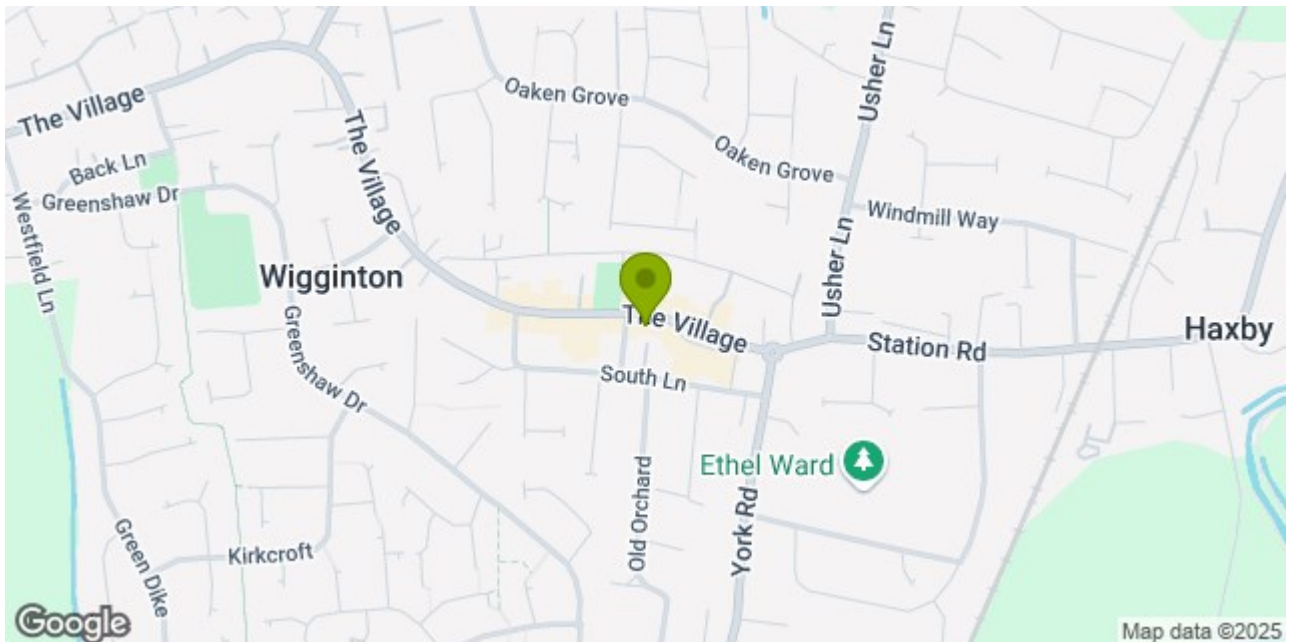 The Village
The Village
Back Ln
Greenshaw Dr
Westfield Ln
Oaken Grove
Oaken Grove
Usher Ln
Windmill Way
Usher Ln
Wigginton
The Village
Station Rd
Haxby
Greenshaw Dr
South Ln
Ethel Ward
Old Orchard
York Rd
Green Dike
Kirkcroft
Google
Map data ©2025